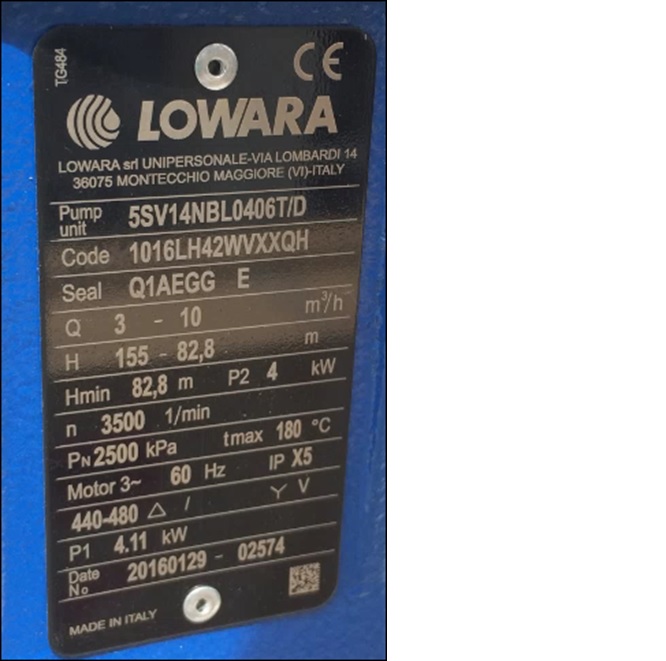 TG484
CE
LOWARA
LOWARA srl UNIPERSONALE-VIA LOMBARDI 14
36075 MONTECCHIO MAGGIORE (VI)-ITALY
Pump unit 5SV14NBL0406T/D
Code 1016LH42WVXXQH
Seal Q1AEGG E
Q 3 - 10 m³/h
H 155 - 82,8 m
Hmin 82,8 m P2 4 kW
n 3500 1/min
PN 2500 kPa tmax 180 °C
Motor 3~ 60 Hz IP X5
440-480 △ / Y V
P1 4.11 kW
Date No 20160129 - 02574
MADE IN ITALY